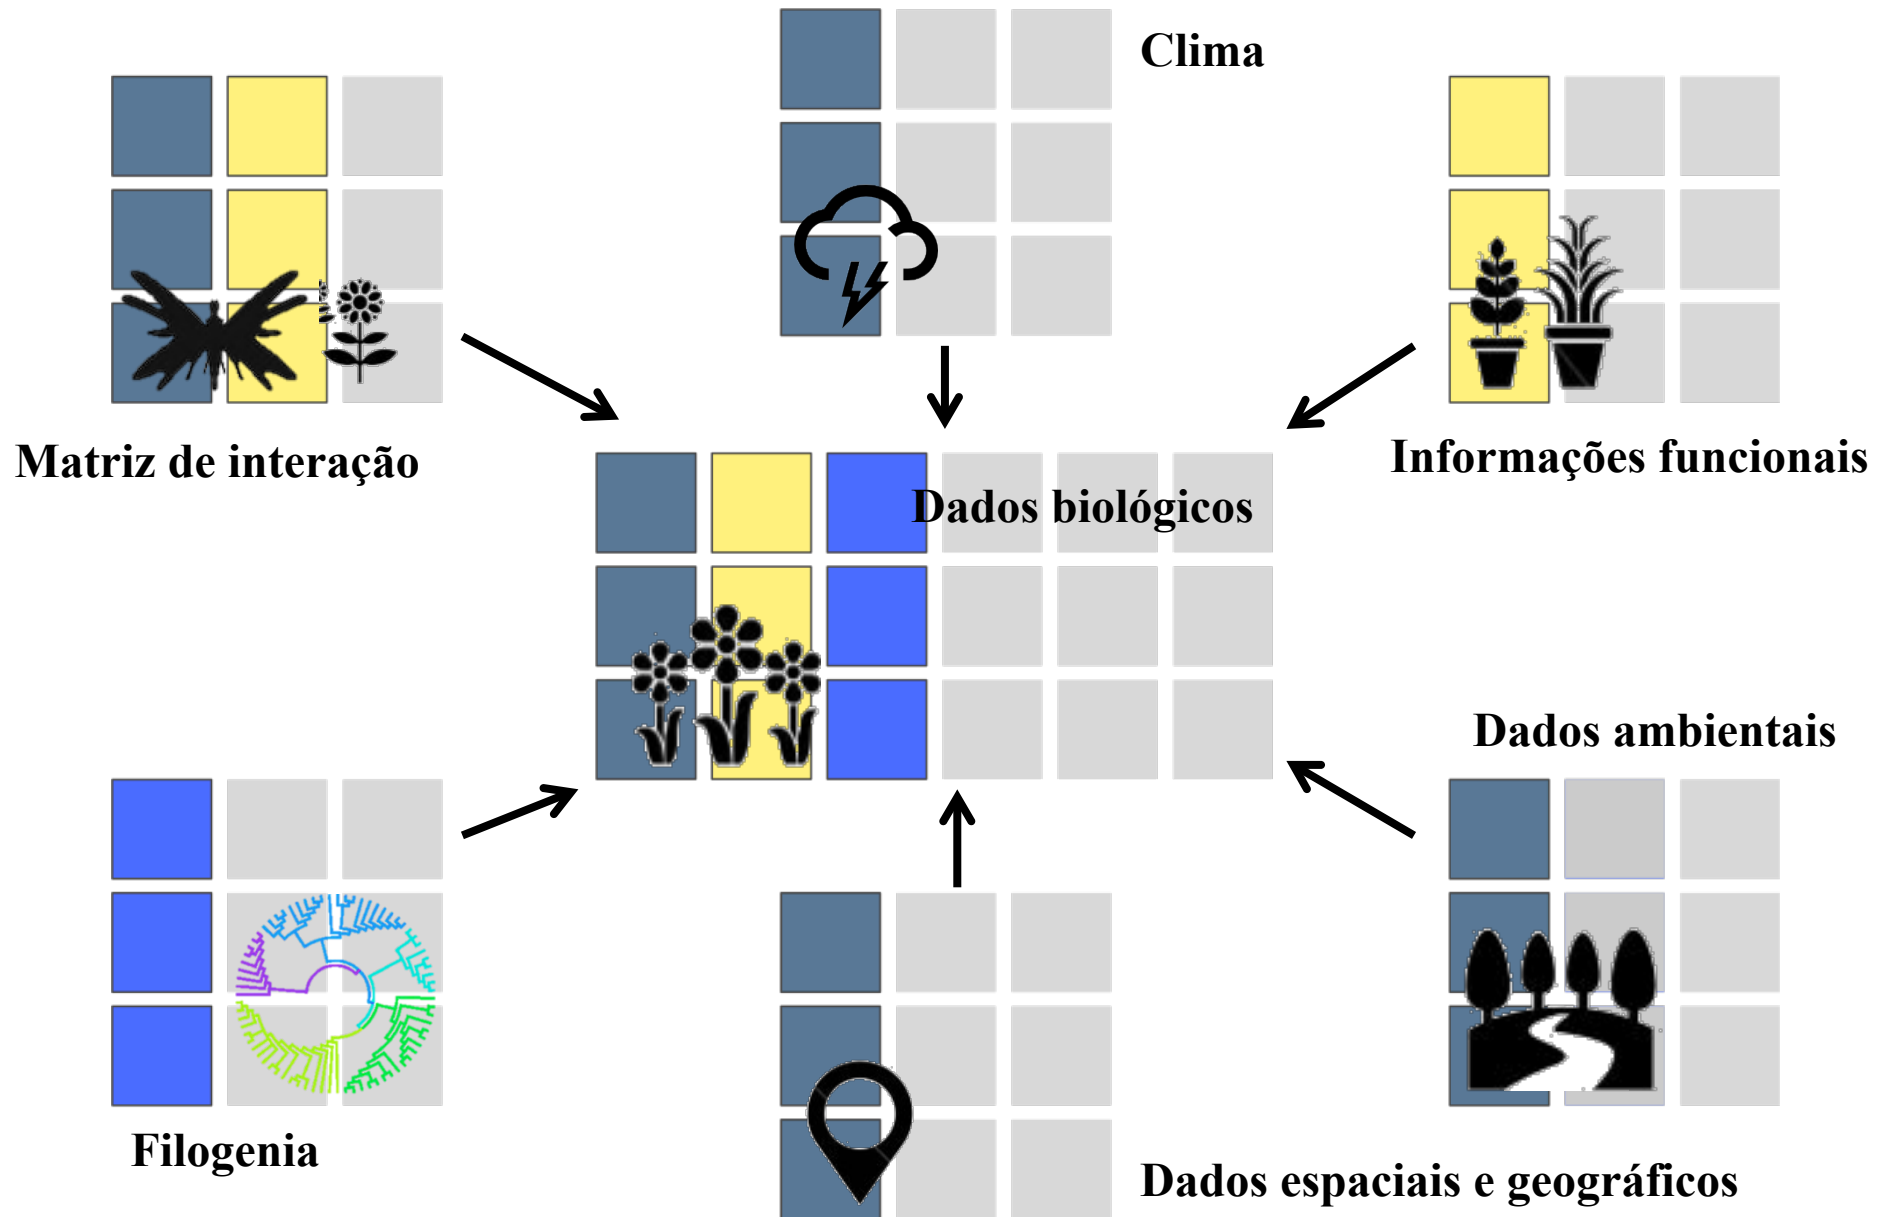 Clima
Matriz de interação
Informações funcionais
Dados biológicos
Dados ambientais
Filogenia
Dados espaciais e geográficos